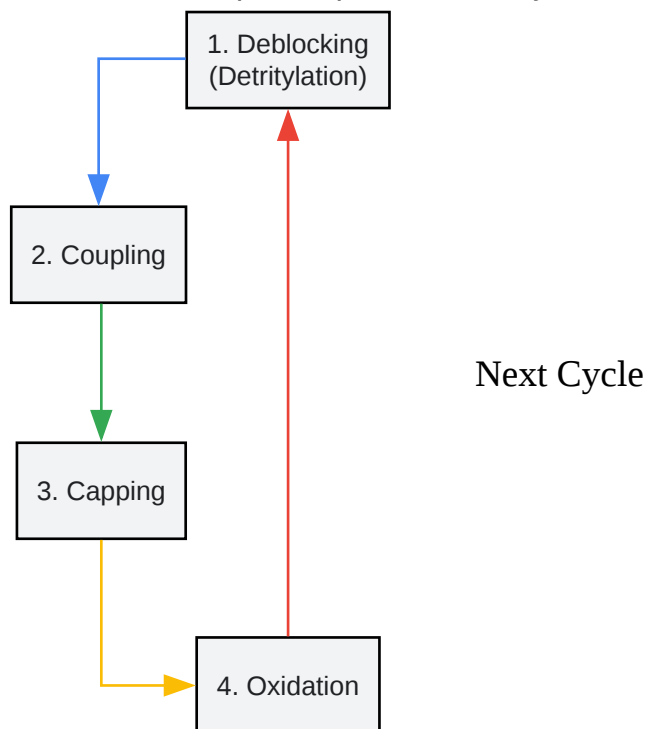 1. Deblocking
(Detritylation)
2. Coupling
Next Cycle
3. Capping
4. Oxidation